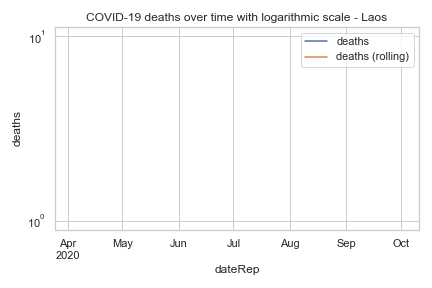 COVID-19 deaths over time with logarithmic scale - Laos
10¹
deaths
deaths (rolling)
deaths
10⁰
Apr May Jun Jul Aug Sep Oct
2020
dateRep